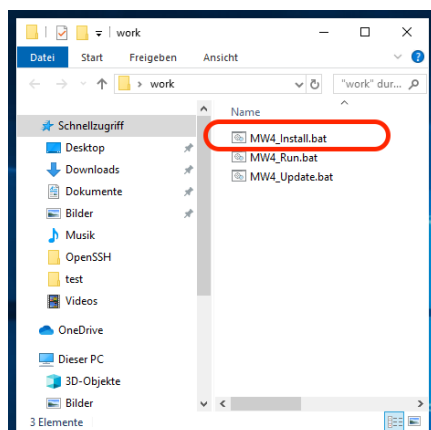 work
Datei Start Freigeben Ansicht
work "work" dur...
Name
Schnellzugriff
Desktop
Downloads
Dokumente
Bilder
Musik
OpenSSH
test
Videos
OneDrive
Dieser PC
3D-Objekte
Bilder
MW4_Install.bat
MW4_Run.bat
MW4_Update.bat
3 Elemente